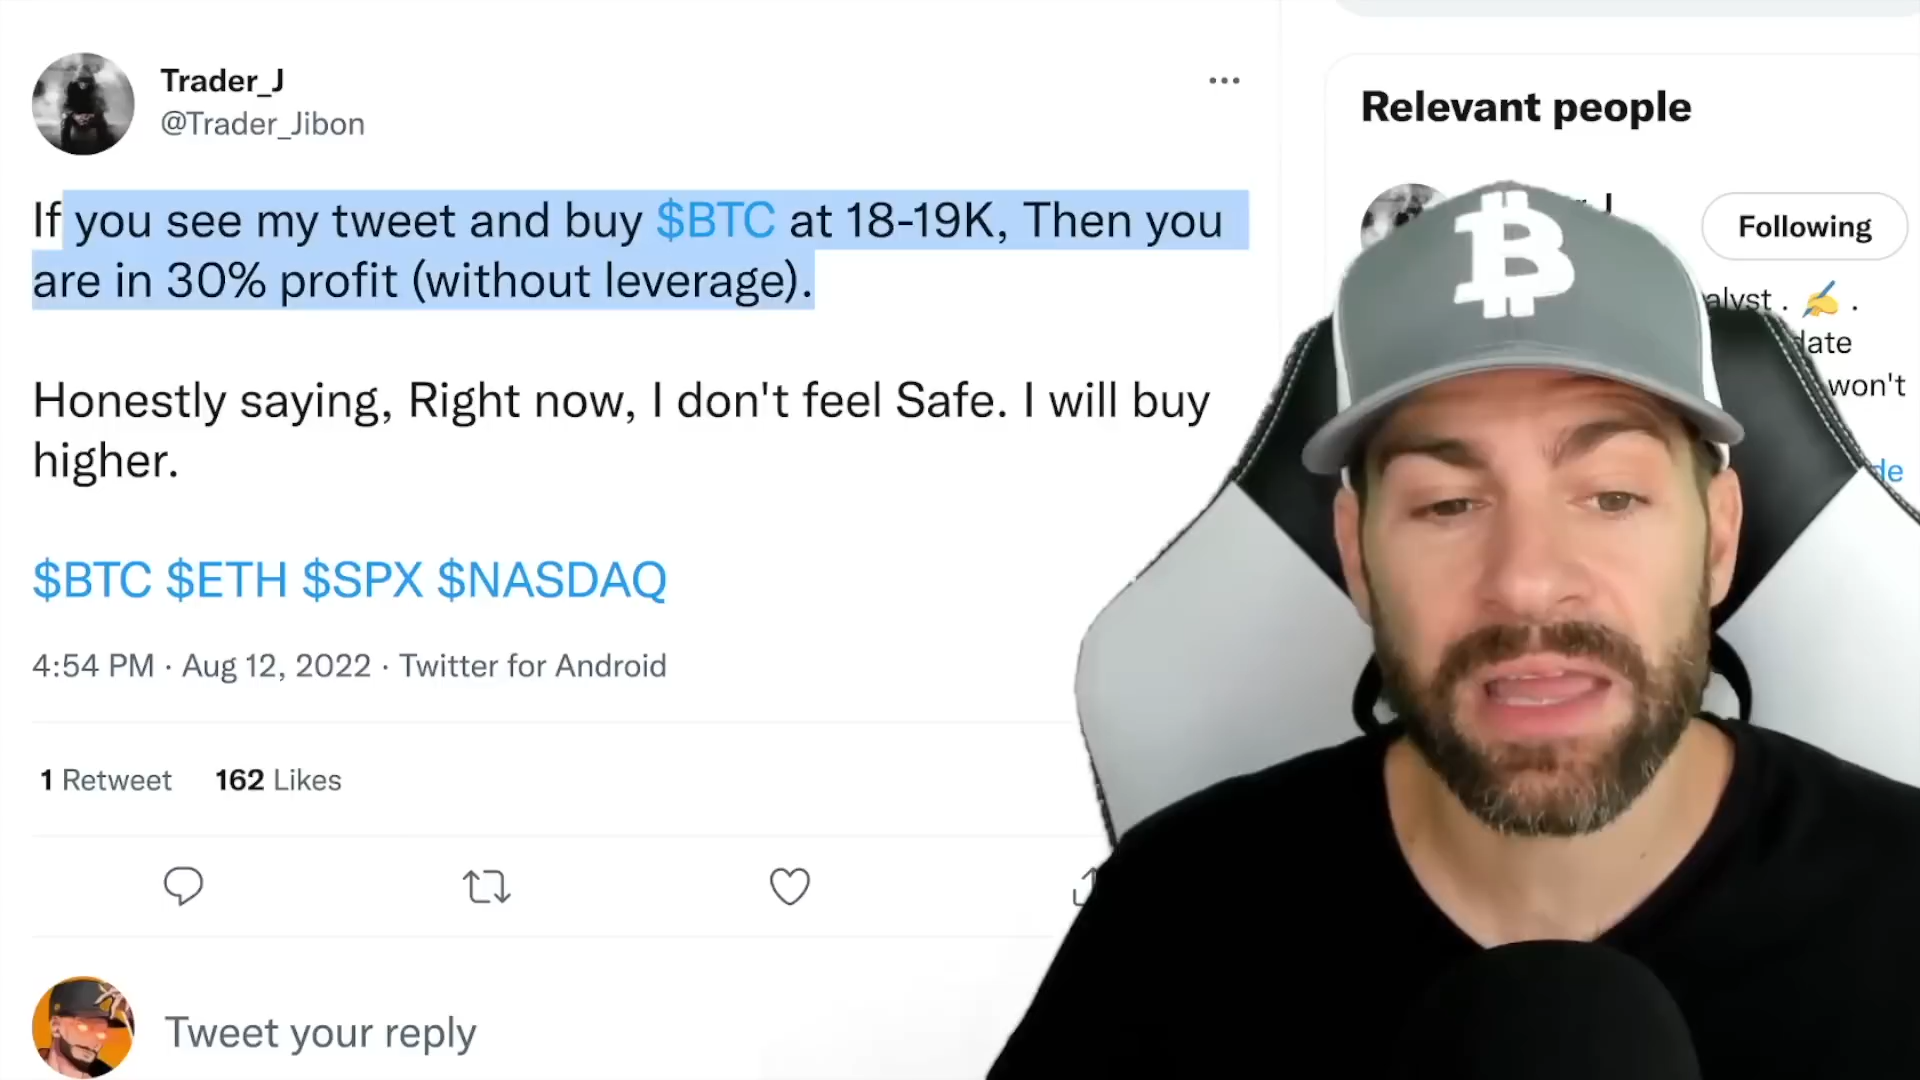 Trader_J
@Trader_Jibon
If you see my tweet and buy $BTC at 18-19K, Then you
are in 30% profit (without leverage).
Honestly saying, Right now, I don't feel Safe. I will buy
higher.
$BTC $ETH $SPX $NASDAQ
4:54 PM · Aug 12, 2022 · Twitter for Android
1 Retweet 162 Likes
Tweet your reply
Relevant people
Following
won't